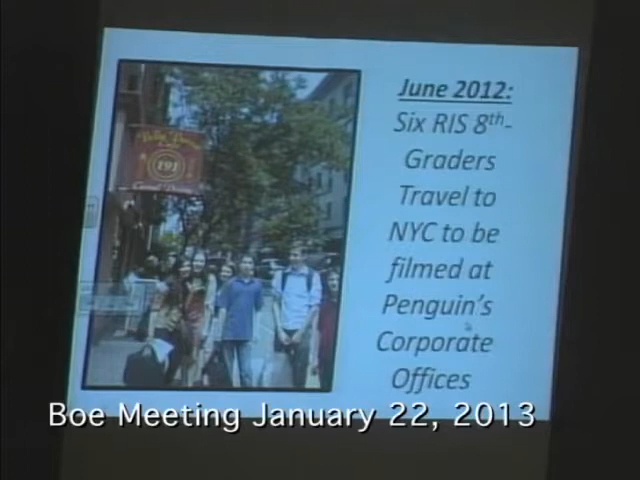 191
June 2012:
Six RIS 8th-
Graders
Travel to
NYC to be
filmed at
Penguin's
Corporate
Offices
Boe Meeting January 22, 2013